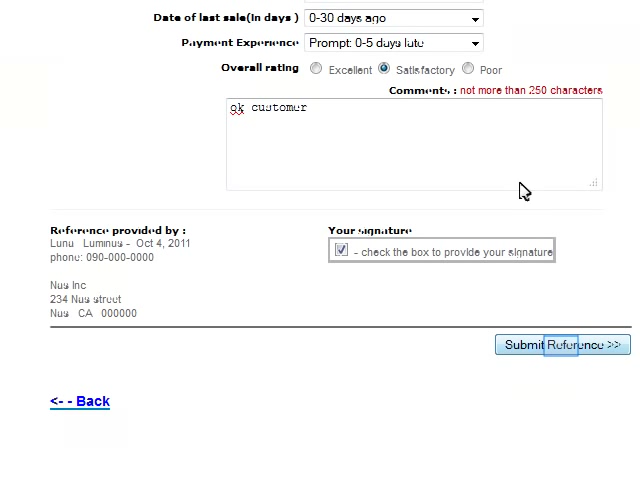 Date of last sale(In days ) 0-30 days ago
Payment Experience Prompt: 0-5 days late
Overall rating Excellent Satisfactory Poor
Comments : not more than 250 characters
ok customer
Reference provided by : Your signature
Lunu Luminus - Oct 4, 2011
- check the box to provide your signature
phone: 090-000-0000
Nus Inc
234 Nus street
Nus CA 000000
Submit Reference >>
<- - Back